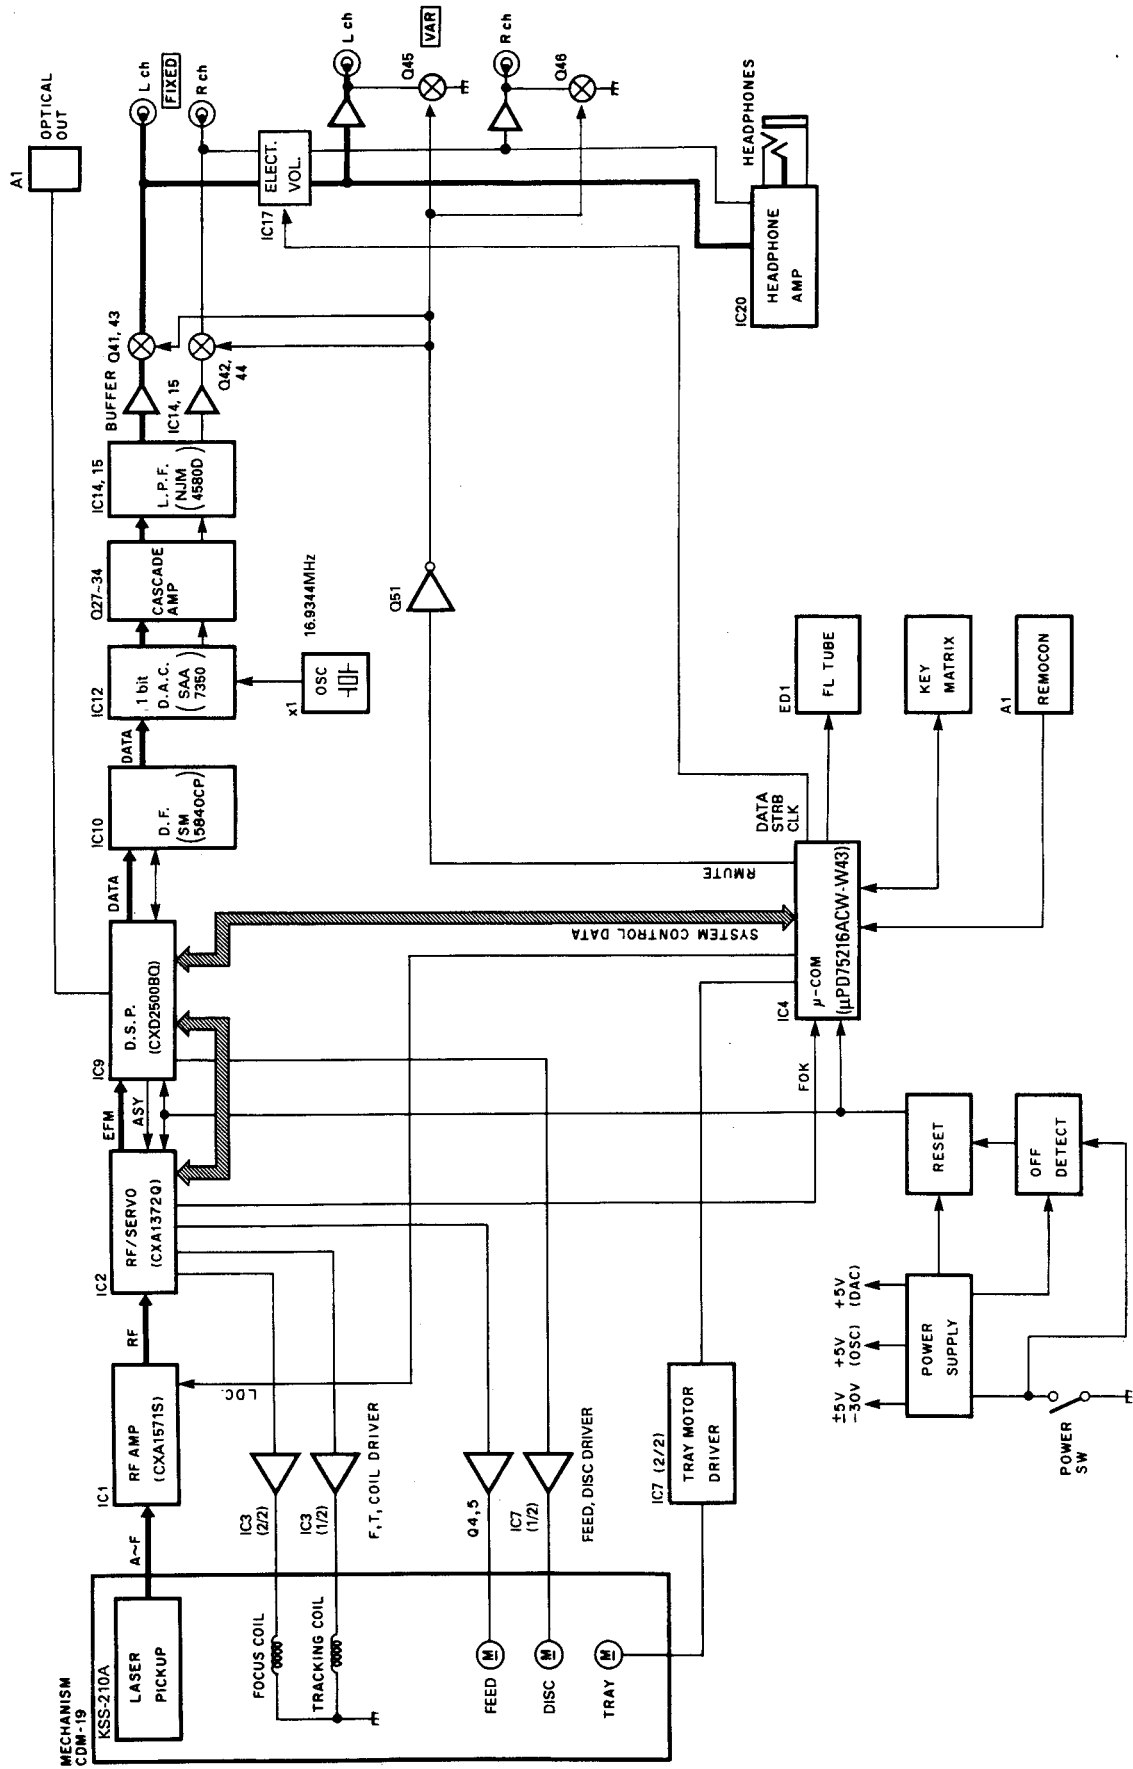 MECHANISM
CDM-19
KSS-210A
LASER
PICKUP
A~F
IC1
RF AMP
(CXA1571S)
RF
IC2
RF/SERVO
(CXA1372Q)
EFM
ASY
IC9
D.S.P.
(CXD2500BQ)
DATA
IC10
D.F.
(SM
5840CP)
DATA
IC12
1 bit
D.A.C.
(SAA
7350)
Q27~34
CASCADE
AMP
IC14, 15
L.P.F.
(NJM
4580D)
BUFFER
IC14, 15
Q41, 43
Q42,
44
A1
OPTICAL
OUT
L ch
FIXED
R ch
x1
OSC
16.9344MHz
IC17
ELECT.
VOL.
L ch
VAR
R ch
Q45
Q46
HEADPHONES
IC20
HEADPHONE
AMP
Q51
RMUTE
SYSTEM CONTROL DATA
DATA
STRB
CLK
IC4
μ-COM
(μPD75216ACW-W43)
ED1
FL TUBE
KEY
MATRIX
A1
REMOCON
FOK
LDC.
FOCUS COIL
TRACKING COIL
IC3
(2/2)
IC3
(1/2)
F, T, COIL DRIVER
FEED
M
DISC
M
TRAY
M
Q4, 5
IC7
(1/2)
FEED, DISC DRIVER
IC7 (2/2)
TRAY MOTOR
DRIVER
RESET
OFF
DETECT
±5V
-30V
+5V
(OSC)
+5V
(DAC)
POWER
SUPPLY
POWER
SW